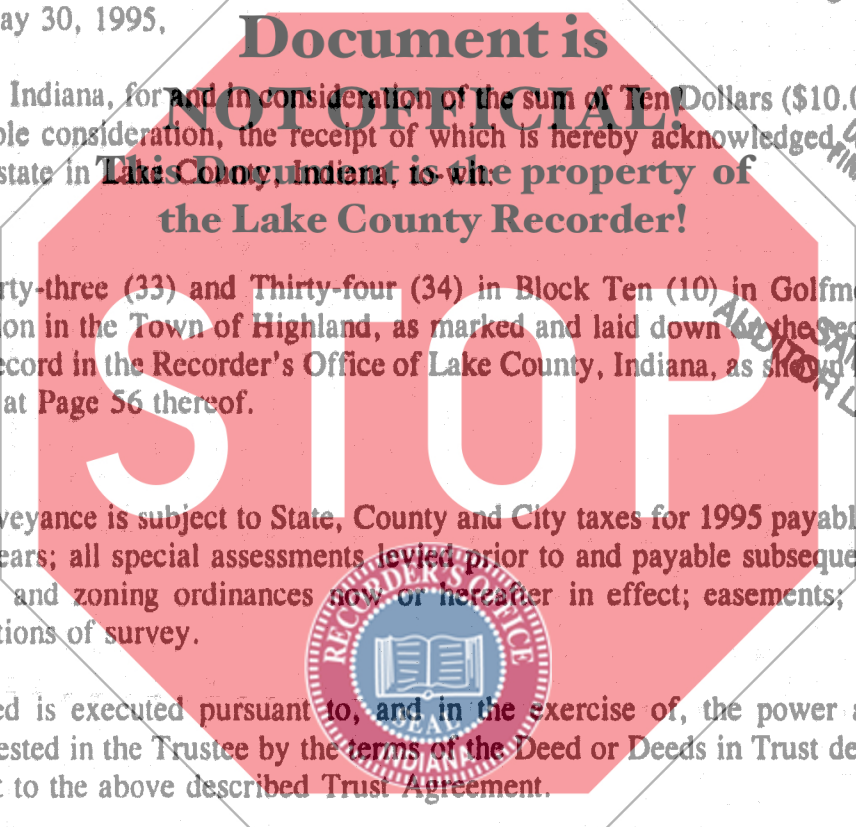 ay 30, 1995,
Document is
Indiana, for and in consideration of the sum of Ten Dollars ($10.0
NOT OFFICIAL!
ole consideration, the receipt of which is hereby acknowledged,
state in Lake County, Indiana, to-wit:
This Document is the property of
the Lake County Recorder!
rty-three (33) and Thirty-four (34) in Block Ten (10) in Golfm
ion in the Town of Highland, as marked and laid down on the
ecord in the Recorder's Office of Lake County, Indiana, as shown
at Page 56 thereof.
AUDITOR
STOP
veyance is subject to State, County and City taxes for 1995 payabl
ears; all special assessments levied prior to and payable subseque
and zoning ordinances now or hereafter in effect; easements;
tions of survey.
RECORDER'S OFFICE
SEAL
INDIANA
ed is executed pursuant to, and in the exercise of, the power a
ested in the Trustee by the terms of the Deed or Deeds in Trust de
t to the above described Trust Agreement.